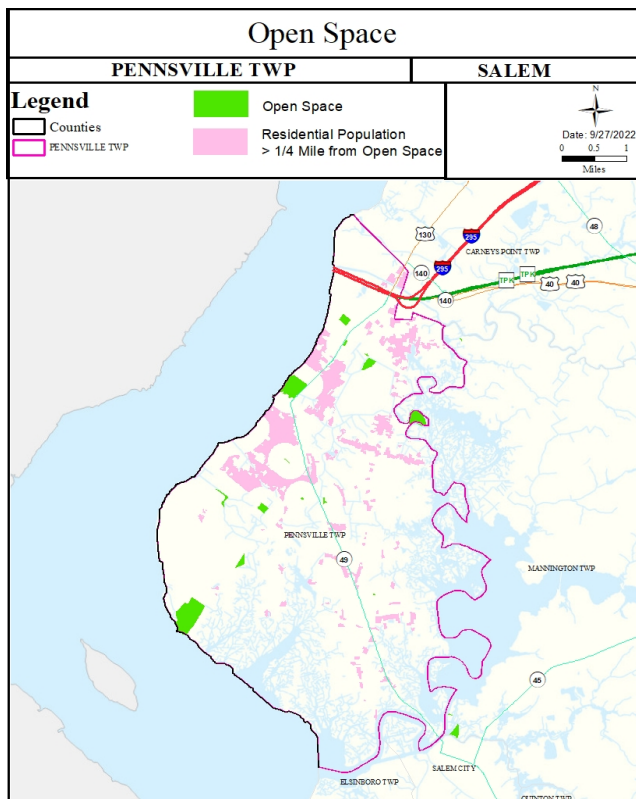 Open Space
PENNSVILLE TWP
SALEM
Legend
Counties
PENNSVILLE TWP
Open Space
Residential Population
> 1/4 Mile from Open Space
N
Date: 9/27/2022
0 0.5 1
Miles
130
295
48
CARNEYS POINT TWP
140
295
TPK
TPK
40
40
140
PENNSVILLE TWP
49
MANNINGTON TWP
45
SALEM CITY
ELSINBORO TWP
QUINTON TWP